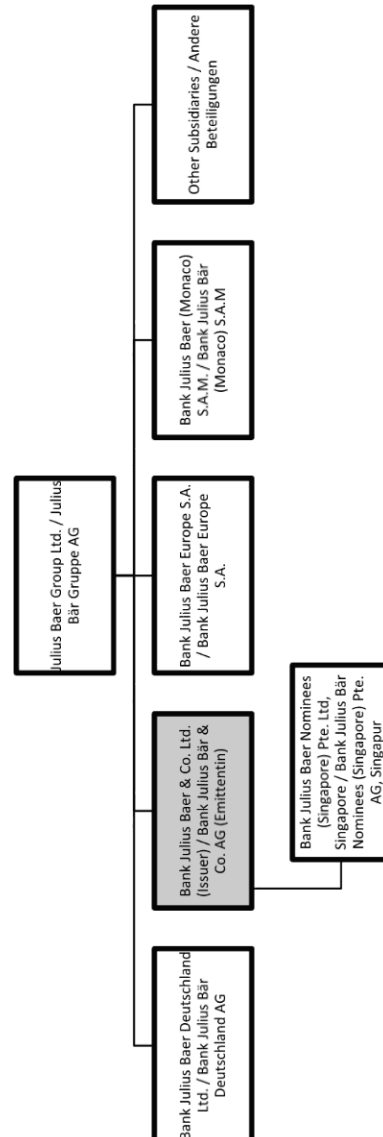 Julius Baer Group Ltd. / Julius
Bär Gruppe AG
Bank Julius Baer Deutschland
Ltd. / Bank Julius Bär
Deutschland AG
Bank Julius Baer & Co. Ltd.
(Issuer) / Bank Julius Bär &
Co. AG (Emittentin)
Bank Julius Baer Europe S.A.
/ Bank Julius Baer Europe
S.A.
Bank Julius Baer (Monaco)
S.A.M. / Bank Julius Bär
(Monaco) S.A.M
Other Subsidiaries / Andere
Beteiligungen
Bank Julius Baer Nominees
(Singapore) Pte. Ltd,
Singapore / Bank Julius Bär
Nominees (Singapore) Pte.
AG, Singapur